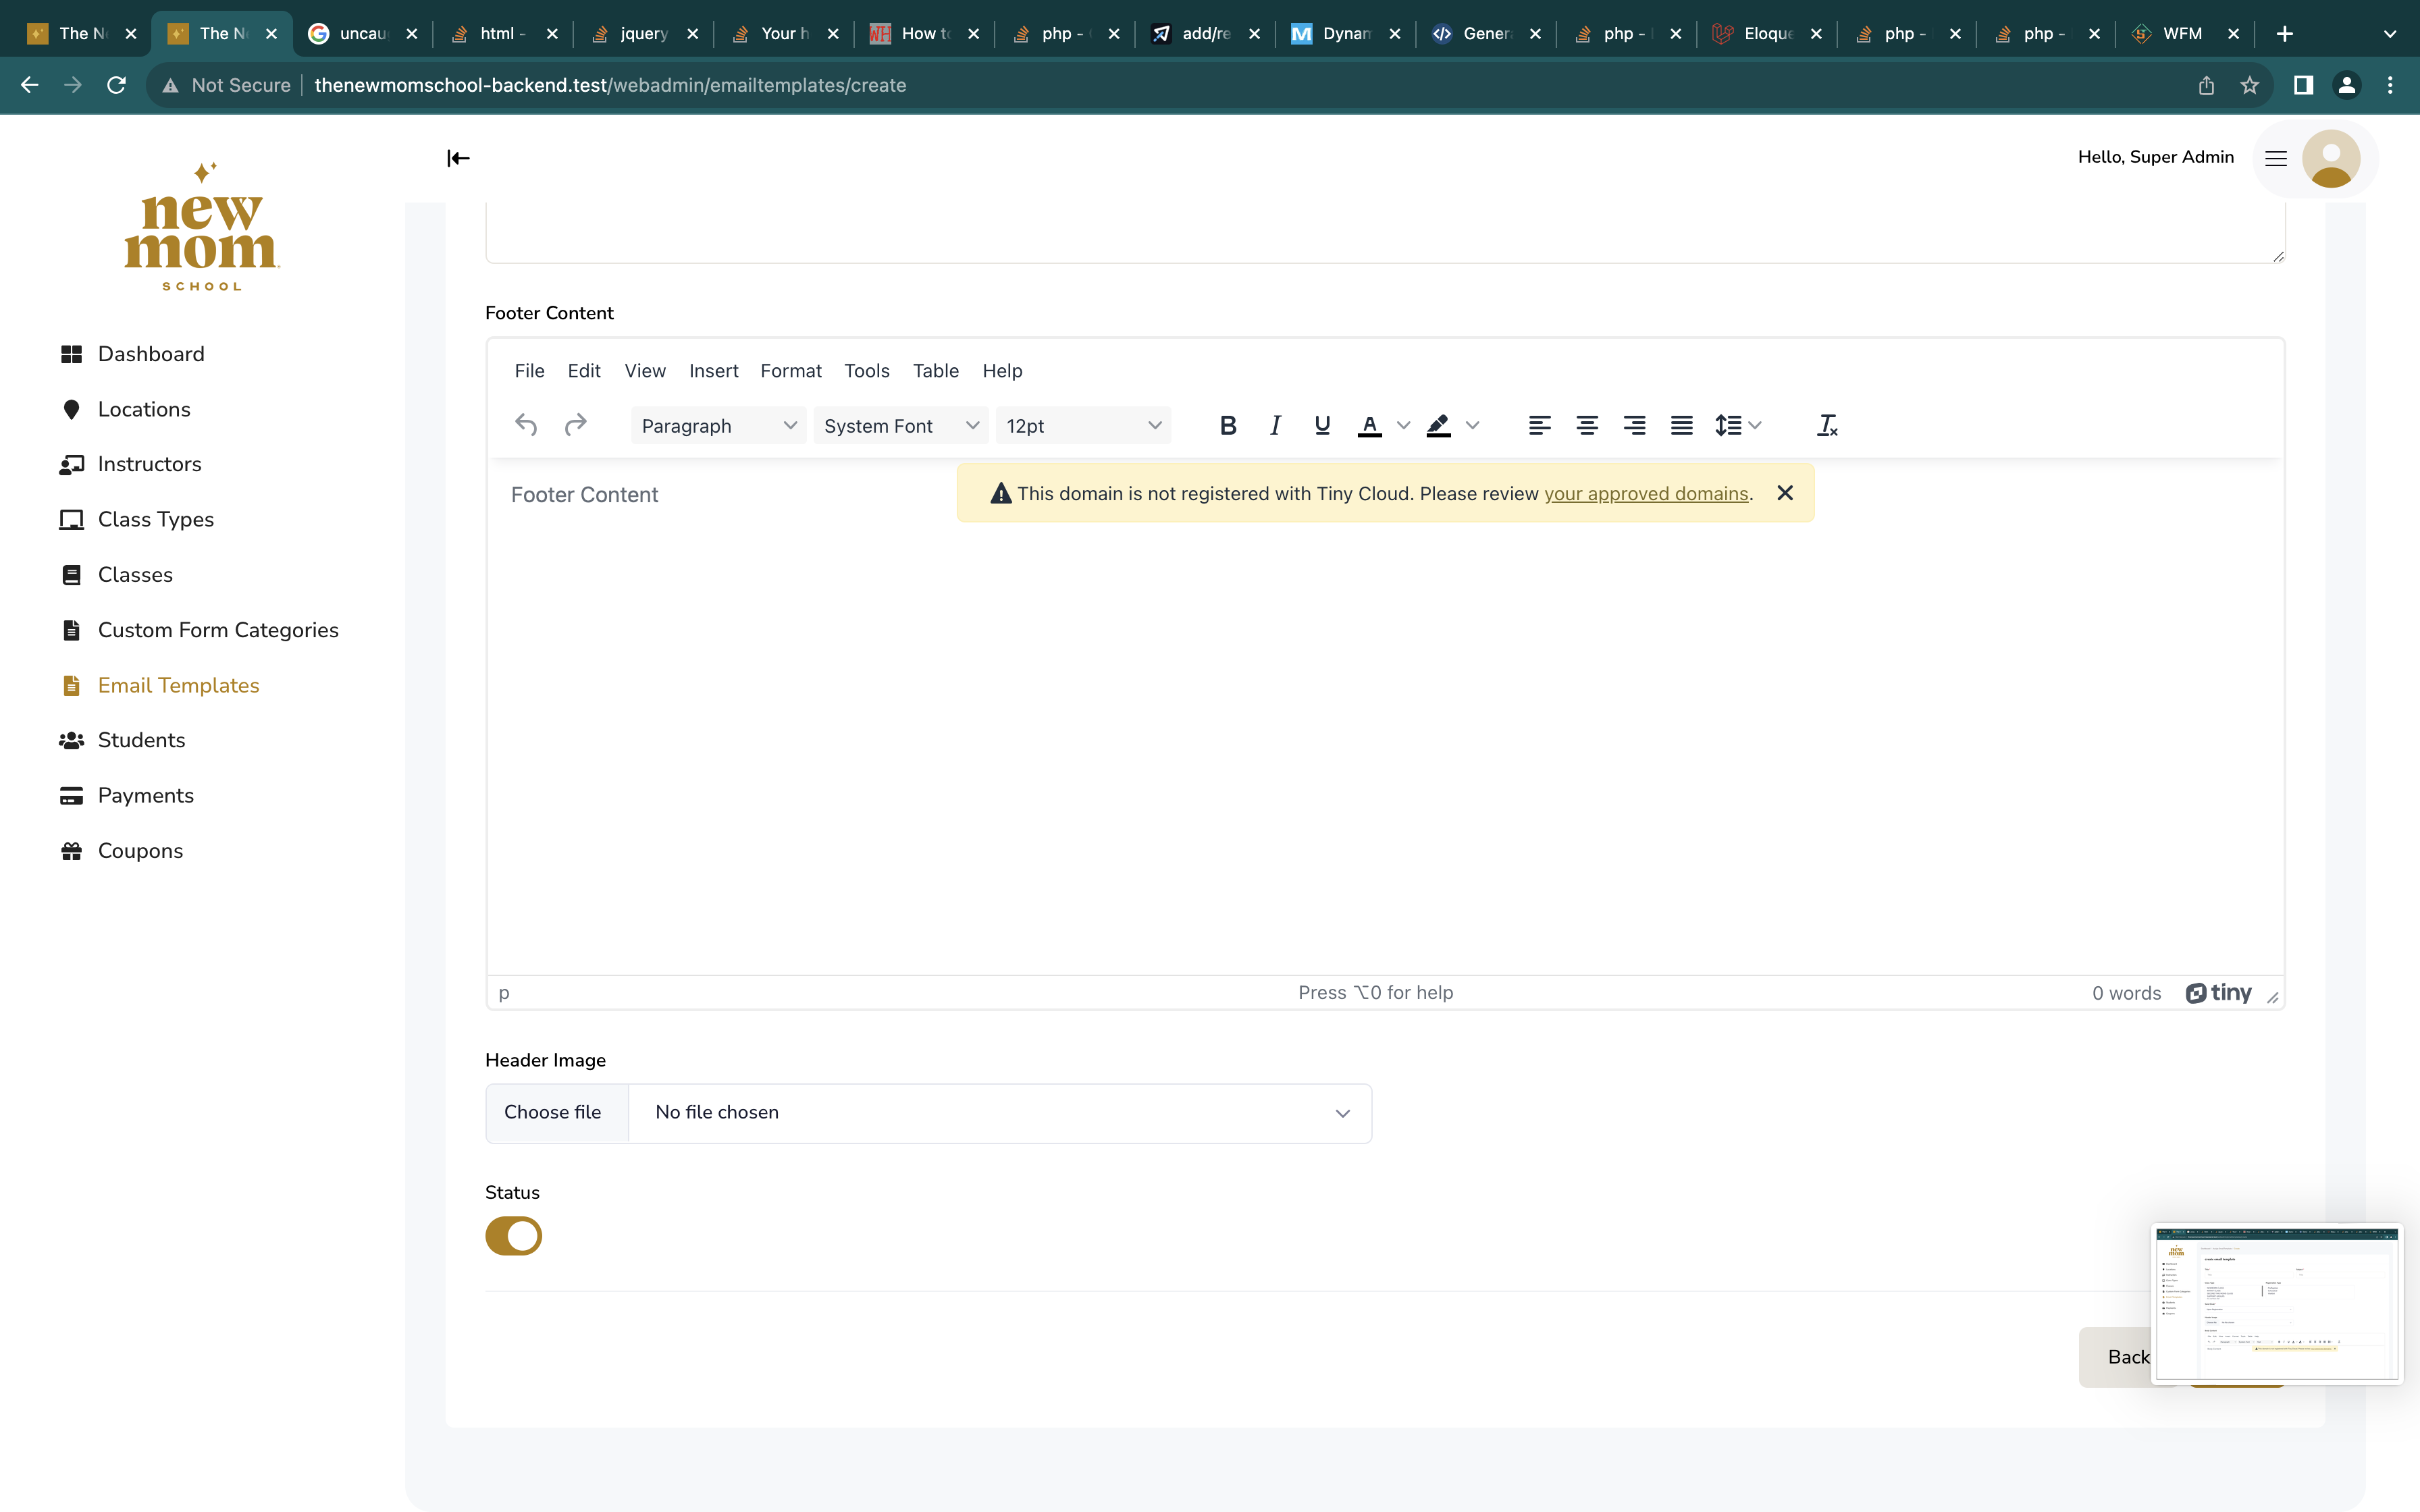 The N
The N
uncau
html -
jquery
Your h
How to
php -
add/re
Dynam
Gener
php -
Eloque
php -
php -
WFM
Not Secure
thenewmomschool-backend.test/webadmin/emailtemplates/create
new
mom
SCHOOL
Hello, Super Admin
Dashboard
Locations
Instructors
Class Types
Classes
Custom Form Categories
Email Templates
Students
Payments
Coupons
Footer Content
File Edit View Insert Format Tools Table Help
Paragraph System Font 12pt
Footer Content
This domain is not registered with Tiny Cloud. Please review your approved domains.
p
Press ⌥0 for help
0 words
tiny
Header Image
Choose file No file chosen
Status
Back